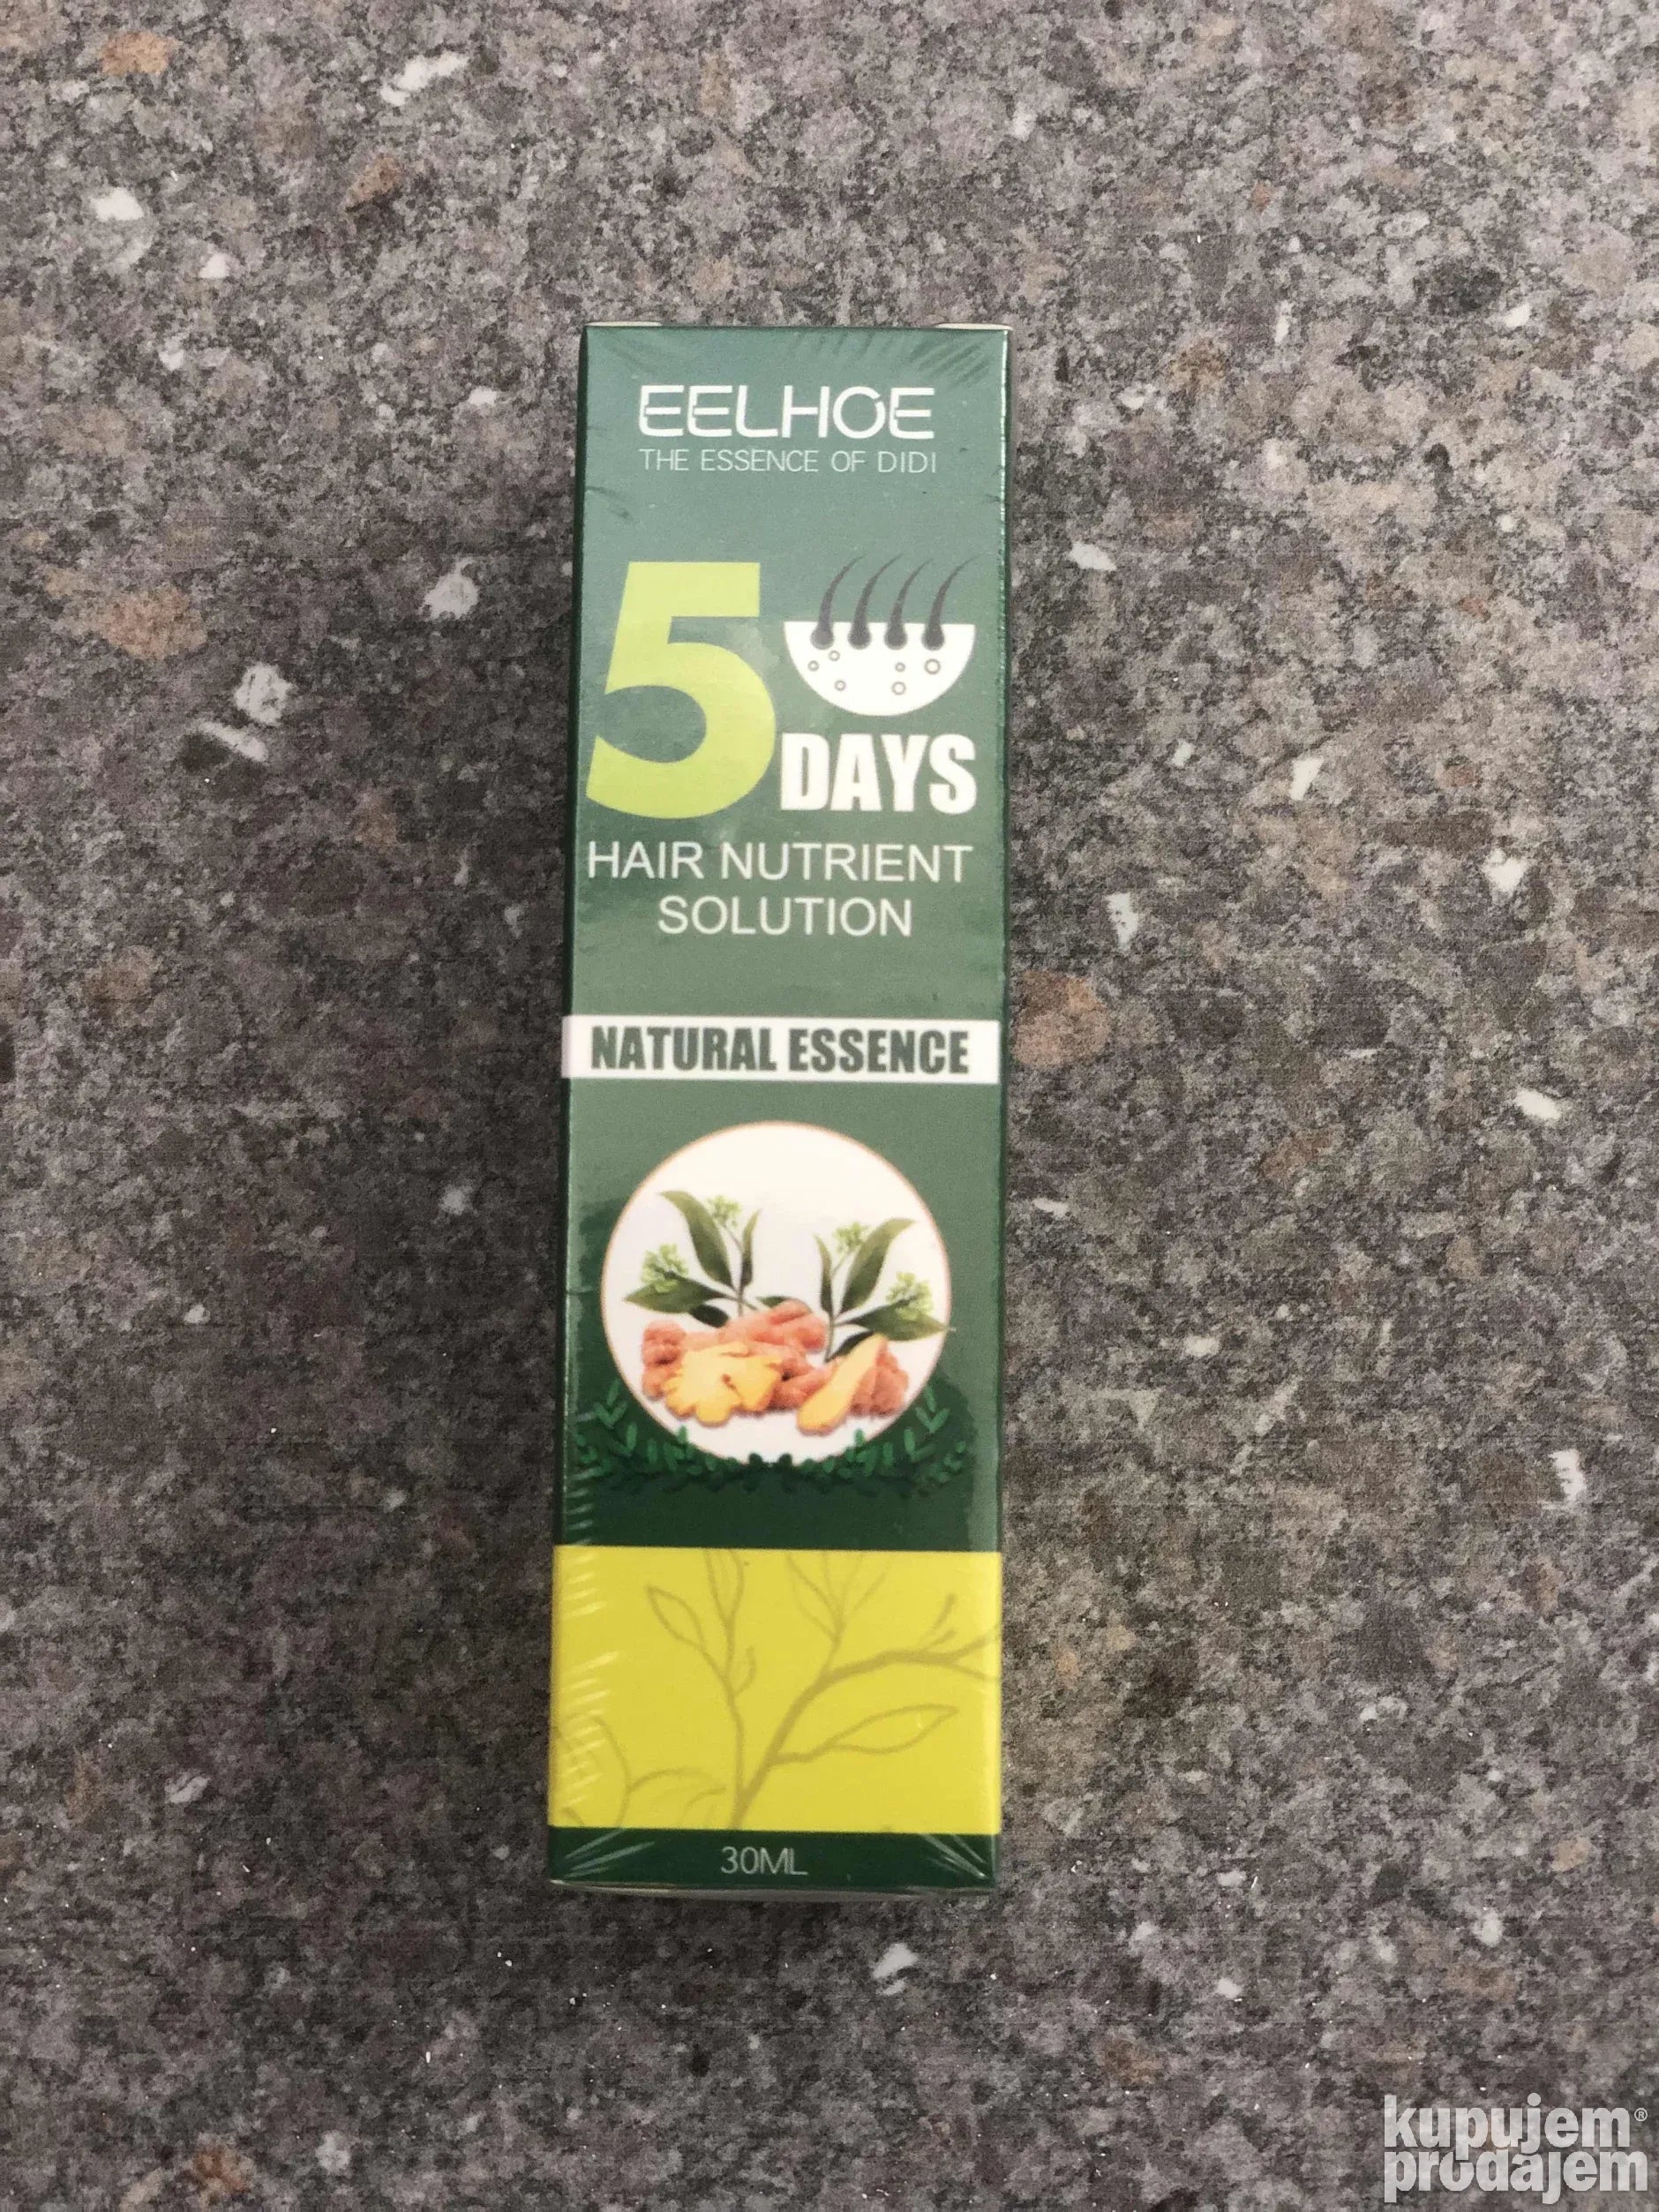 EELHOE
THE ESSENCE OF DIDI
5
DAYS
HAIR NUTRIENT
SOLUTION
NATURAL ESSENCE
30ML
kupujem®
prodajem